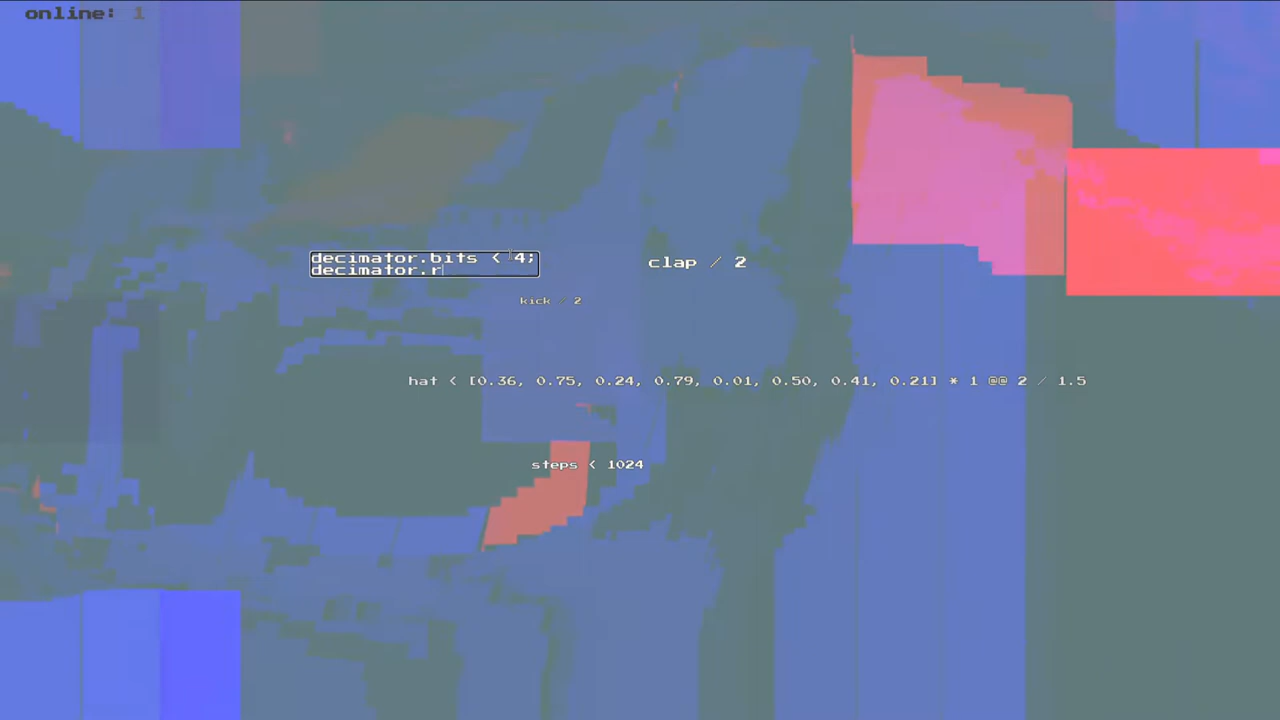 online: 1
decimator.bits < 4;
decimator.r
clap / 2
kick / 2
hat < [0.36, 0.75, 0.24, 0.79, 0.01, 0.50, 0.41, 0.21] * 1 @@ 2 / 1.5
steps < 1024